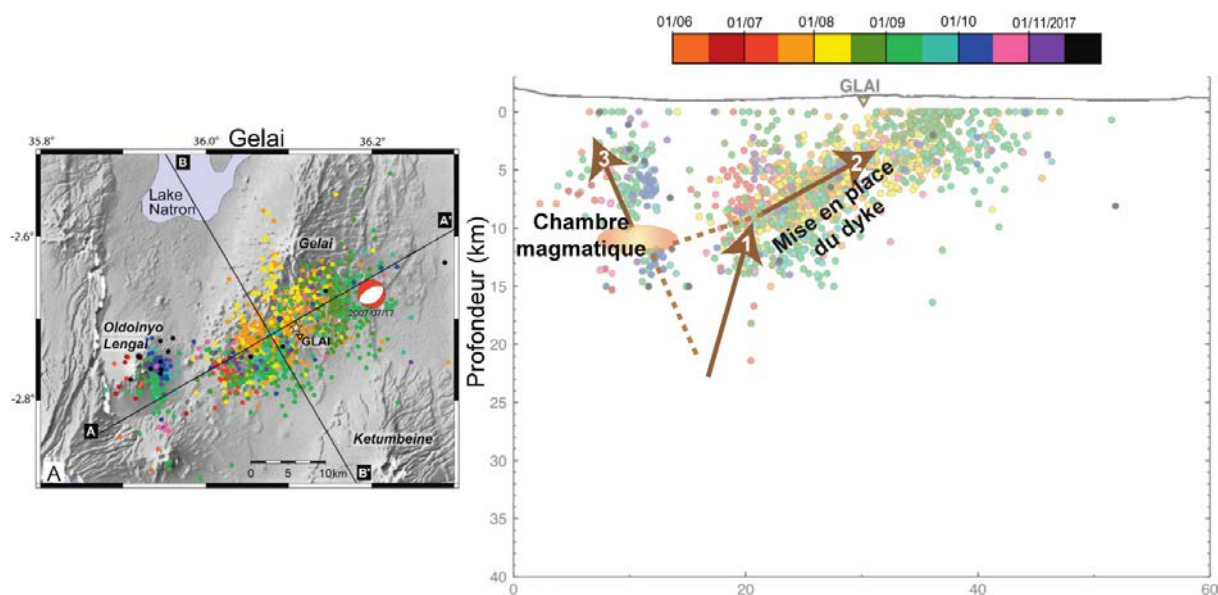 01/06 01/07 01/08 01/09 01/10 01/11/2017
35.8° 36.0° 36.2°
Gelai
B
Lake
Natron
A'
-2.6°
Gelai
2007/07/17
Oldoinyo
Lengai
GLAI
-2.8°
A
Ketumbeine
0 5 10km
A
B'
GLAI
0
5
10
15
20
25
30
35
40
Profondeur (km)
3
2
1
Chambre
magmatique
Mise en place
du dyke
0 20 40 60